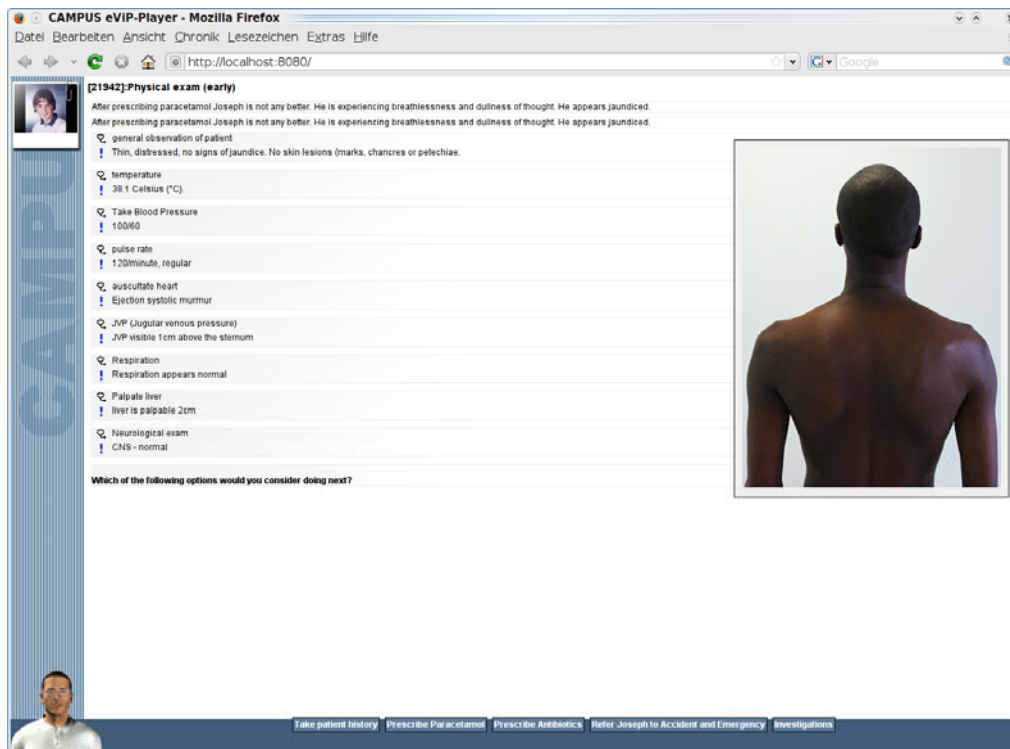 CAMPUS eViP-Player - Mozilla Firefox
Datei Bearbeiten Ansicht Chronik Lesezeichen Extras Hilfe
http://localhost:8080/
Google
[21942]:Physical exam (early)
After prescribing paracetamol Joseph is not any better. He is experiencing breathlessness and dullness of thought. He appears jaundiced.
After prescribing paracetamol Joseph is not any better. He is experiencing breathlessness and dullness of thought. He appears jaundiced.
general observation of patient
! Thin, distressed, no signs of jaundice. No skin lesions (marks, chancres or petechiae.
temperature
! 38.1 Celsius (°C).
Take Blood Pressure
! 100/60
pulse rate
! 120/minute, regular
auscultate heart
! Ejection systolic murmur
JVP (Jugular venous pressure)
! JVP visible 1cm above the sternum
Respiration
! Respiration appears normal
Palpate liver
! liver is palpable 2cm
Neurological exam
! CNS - normal
Which of the following options would you consider doing next?
CAMPU
Take patient history Prescribe Paracetamol Prescribe Antibiotics Refer Joseph to Accident and Emergency Investigations